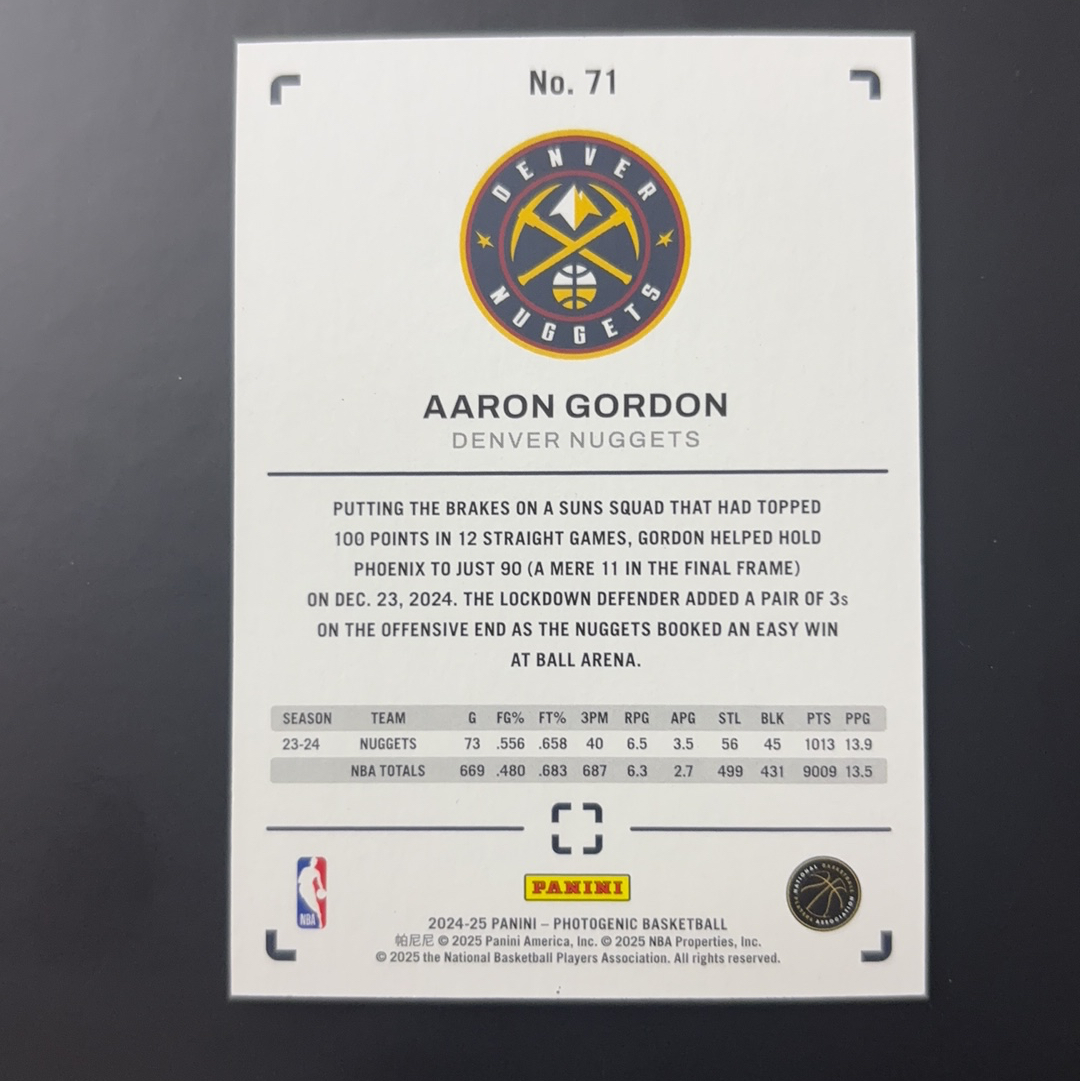 No. 71
DENVER
NUGGETS
AARON GORDON
DENVER NUGGETS
PUTTING THE BRAKES ON A SUNS SQUAD THAT HAD TOPPED
100 POINTS IN 12 STRAIGHT GAMES, GORDON HELPED HOLD
PHOENIX TO JUST 90 (A MERE 11 IN THE FINAL FRAME)
ON DEC. 23, 2024. THE LOCKDOWN DEFENDER ADDED A PAIR OF 3s
ON THE OFFENSIVE END AS THE NUGGETS BOOKED AN EASY WIN
AT BALL ARENA.
SEASON TEAM G FG% FT% 3PM RPG APG STL BLK PTS PPG
23-24 NUGGETS 73 .556 .658 40 6.5 3.5 56 45 1013 13.9
NBA TOTALS 669 .480 .683 687 6.3 2.7 499 431 9009 13.5
NBA
PANINI
NATIONAL BASKETBALL
PLAYERS ASSOCIATION
2024-25 PANINI – PHOTOGENIC BASKETBALL
帕尼尼 © 2025 Panini America, Inc. © 2025 NBA Properties, Inc.
© 2025 the National Basketball Players Association. All rights reserved.